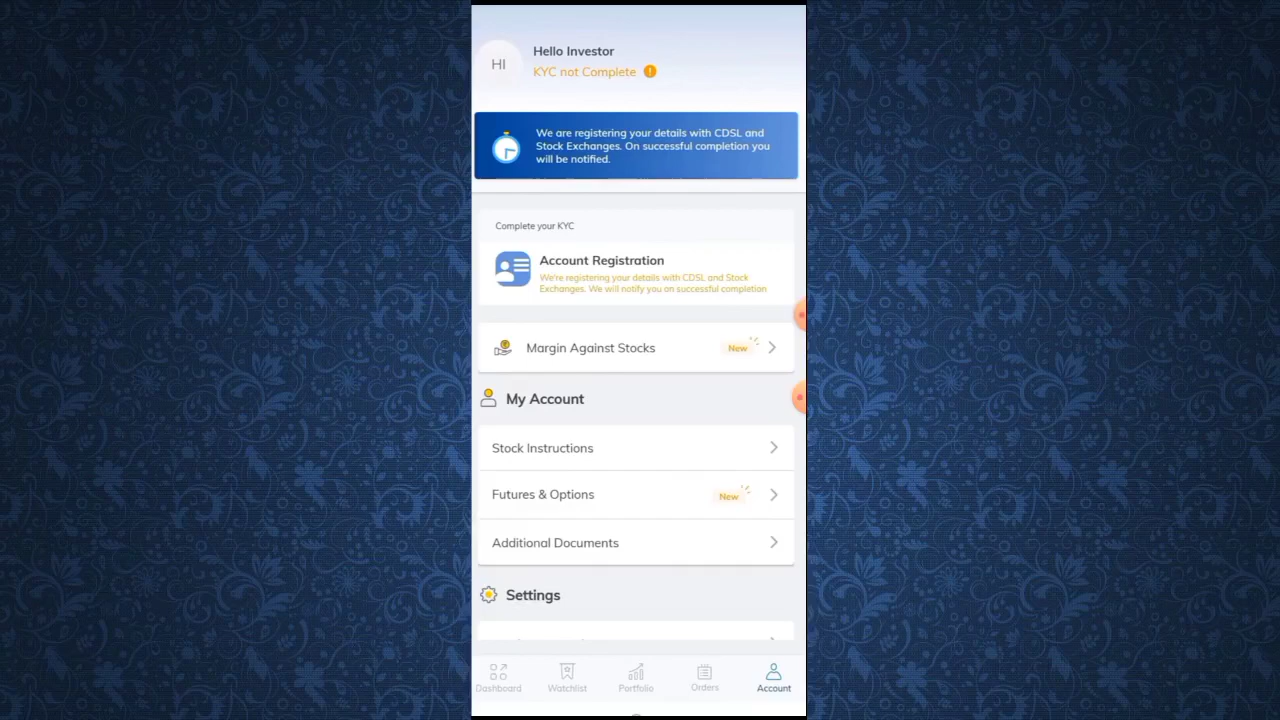 HI
Hello Investor
KYC not Complete
We are registering your details with CDSL and
Stock Exchanges. On successful completion you
will be notified.
Complete your KYC
Account Registration
We're registering your details with CDSL and Stock
Exchanges. We will notify you on successful completion
Margin Against Stocks New
My Account
Stock Instructions
Futures & Options New
Additional Documents
Settings
Dashboard Watchlist Portfolio Orders Account